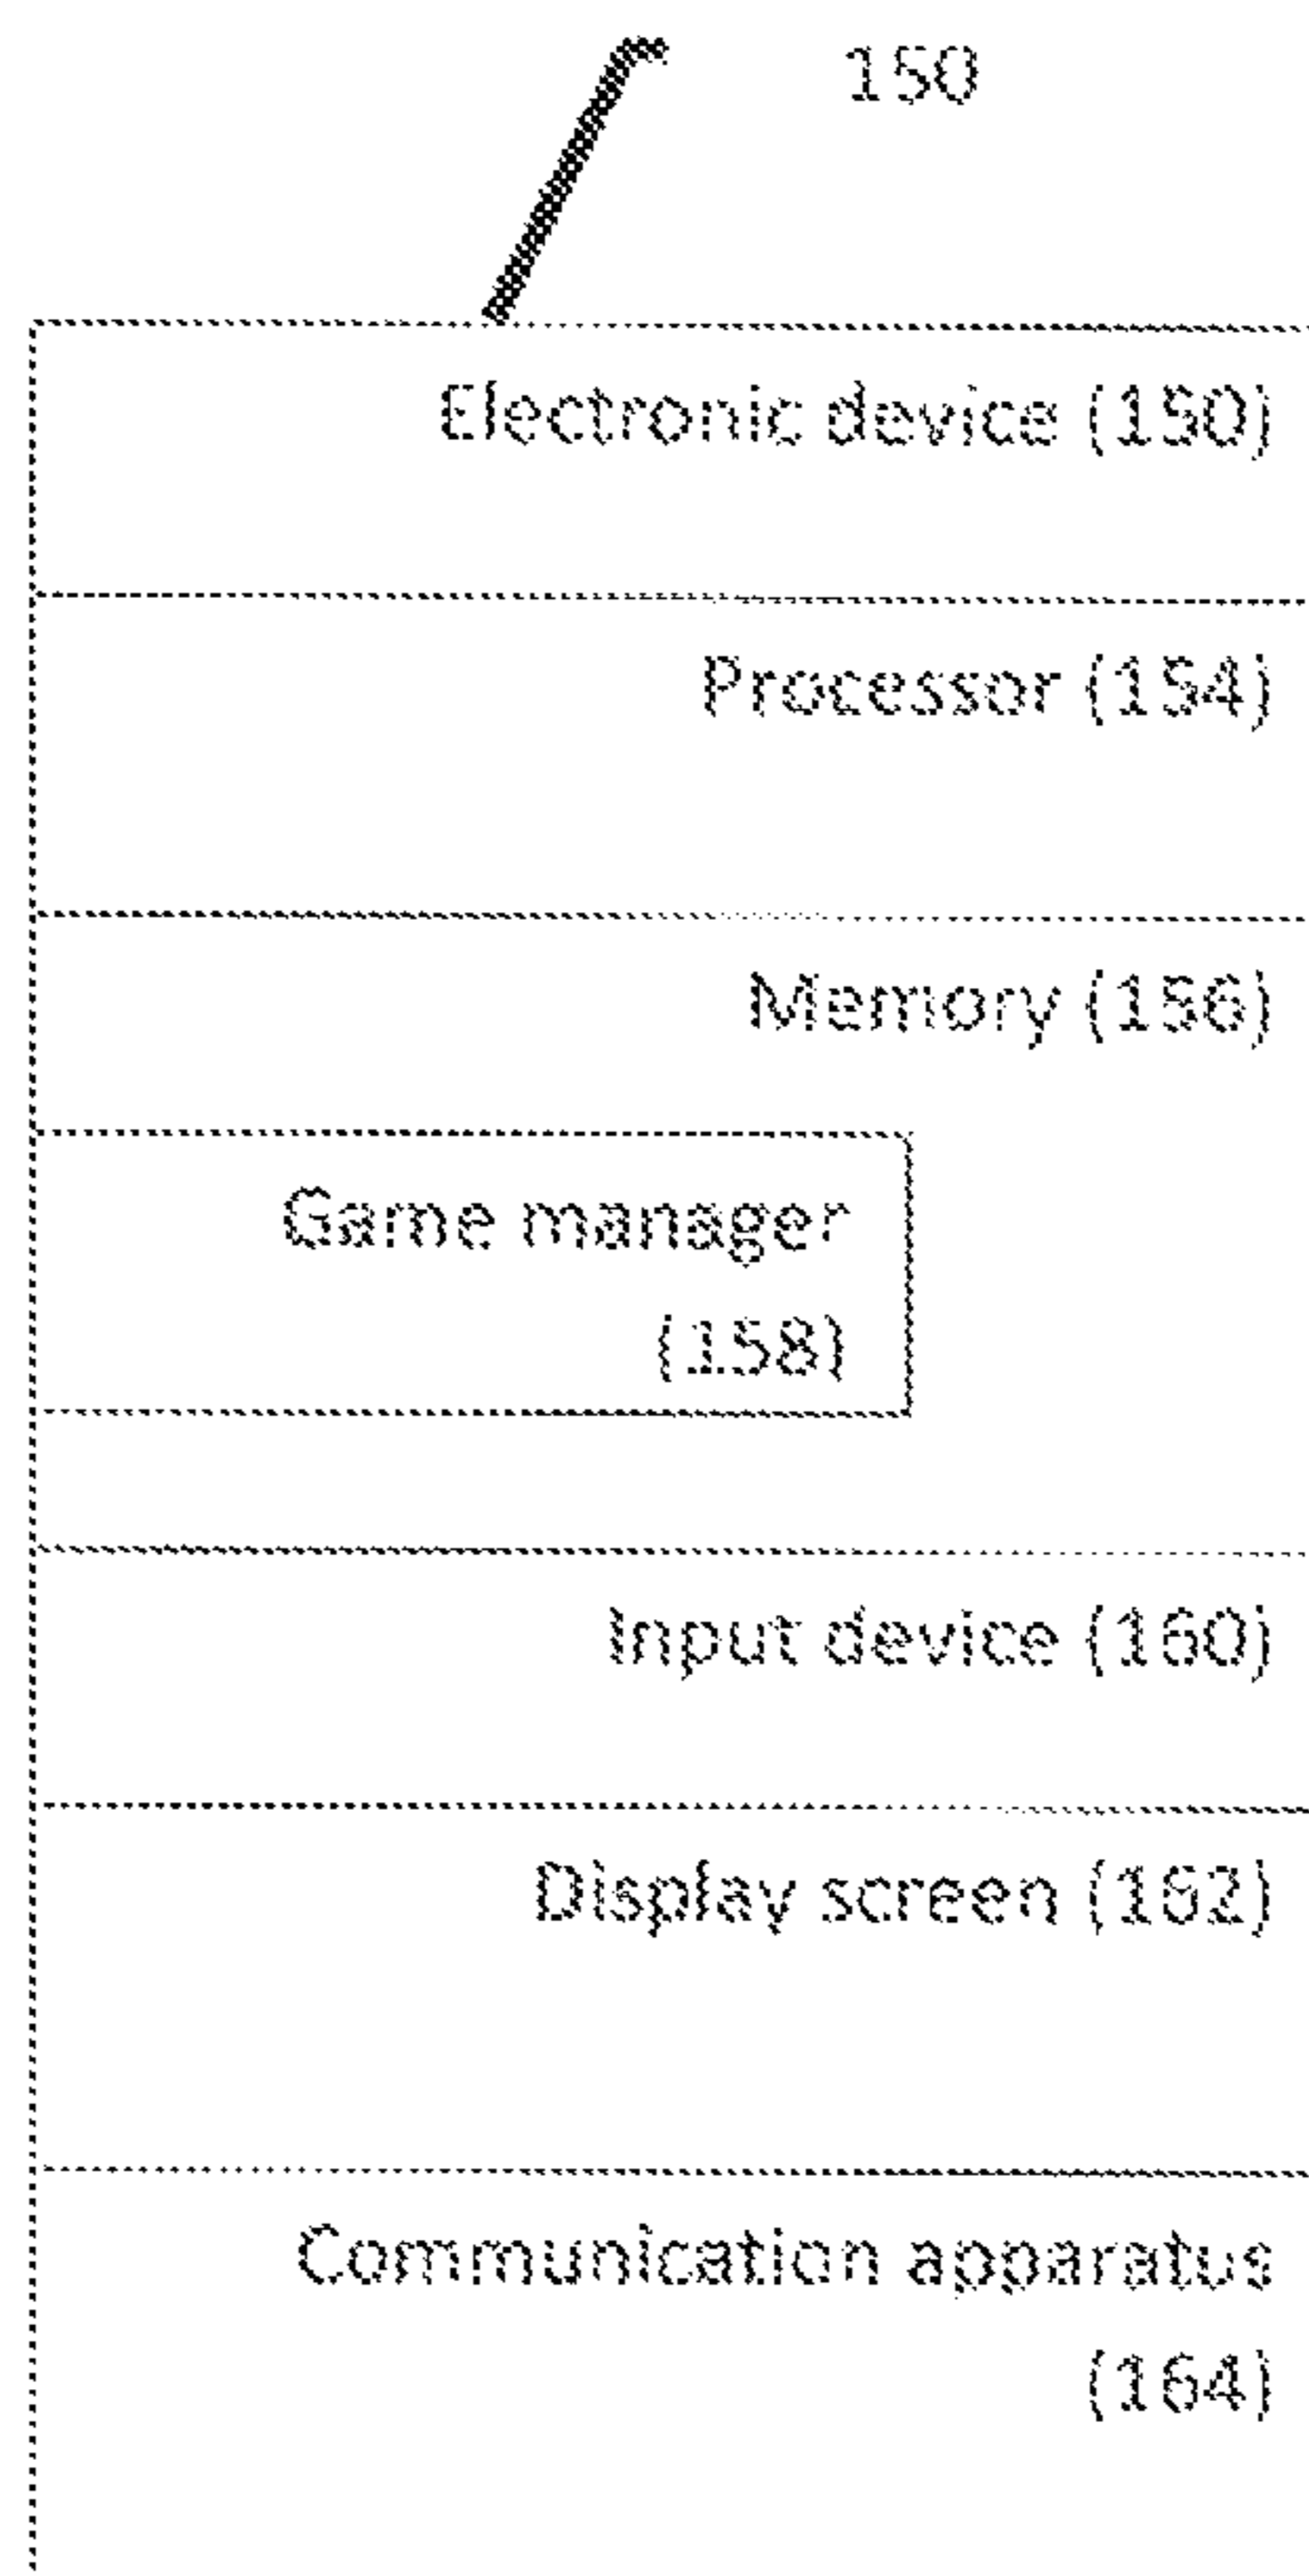 150
Electronic device (150)
Processor (154)
Memory (156)
Game manager
(158)
Input device (160)
Display screen (162)
Communication apparatus
(164)